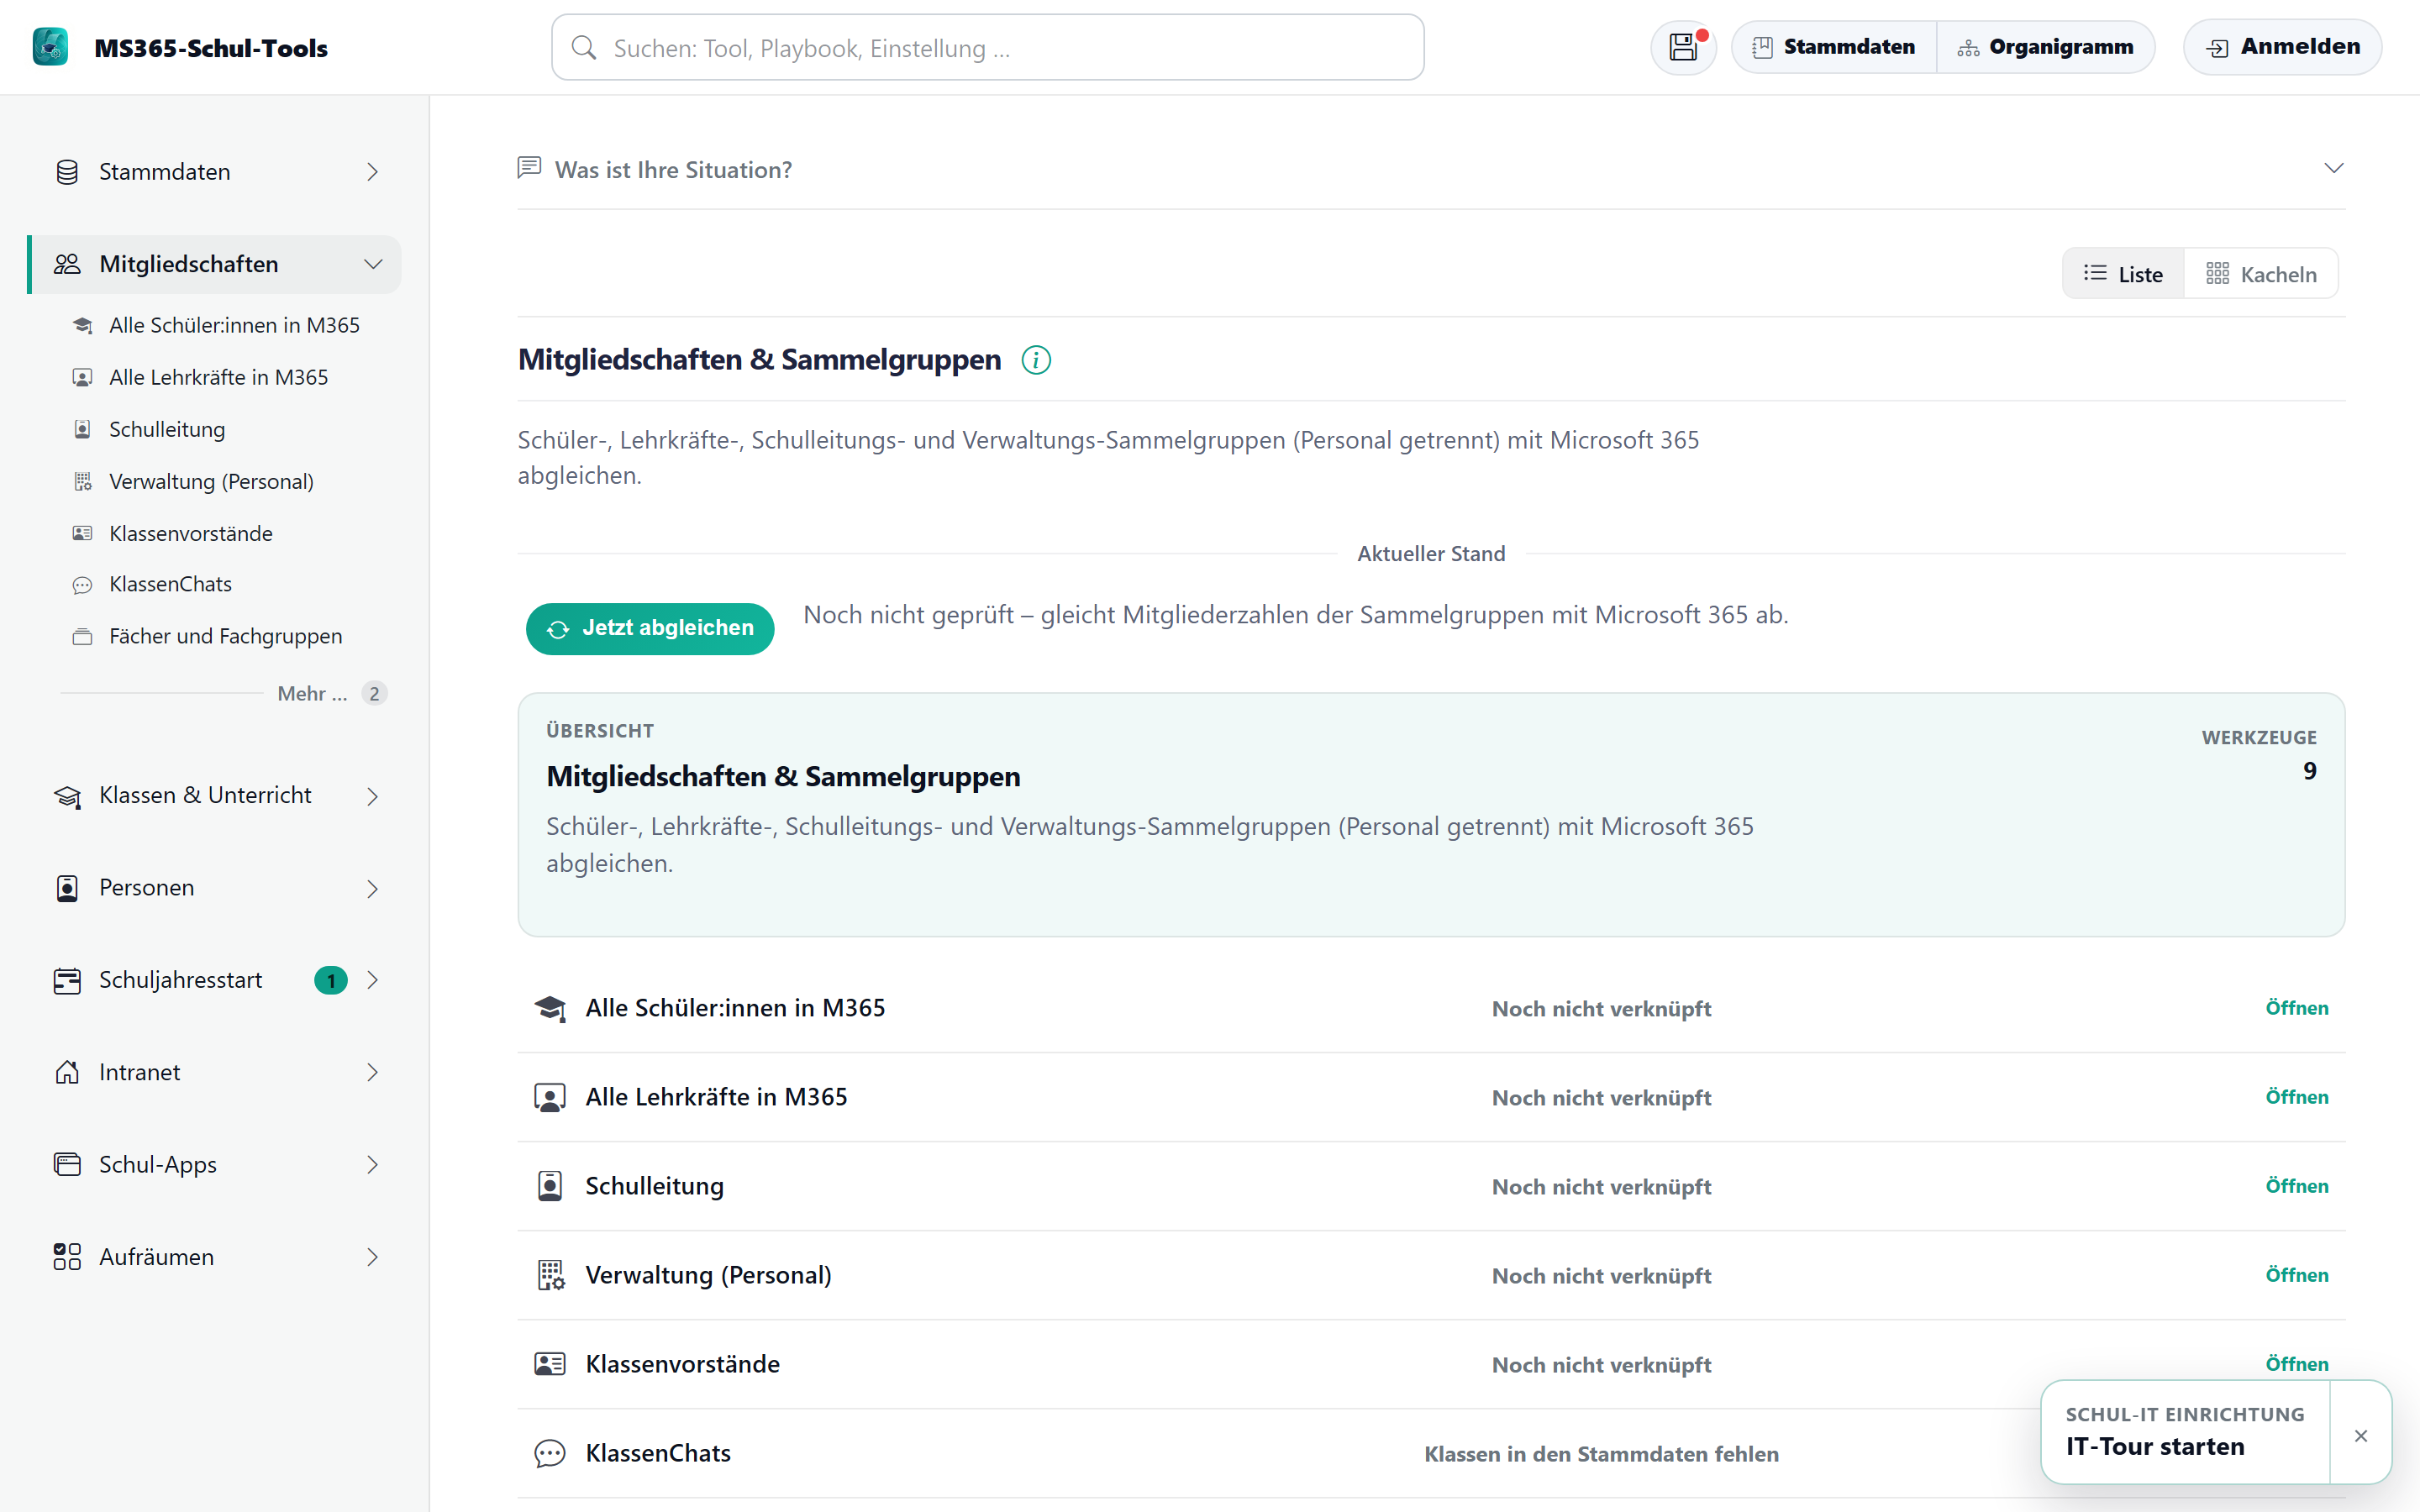 MS365-Schul-Tools
Suchen: Tool, Playbook, Einstellung ...
Stammdaten
Organigramm
Anmelden
Stammdaten
Mitgliedschaften
Alle Schüler:innen in M365
Alle Lehrkräfte in M365
Schulleitung
Verwaltung (Personal)
Klassenvorstände
KlassenChats
Fächer und Fachgruppen
Mehr ... 2
Klassen & Unterricht
Personen
Schuljahresstart 1
Intranet
Schul-Apps
Aufräumen
Was ist Ihre Situation?
Liste
Kacheln
Mitgliedschaften & Sammelgruppen i
Schüler-, Lehrkräfte-, Schulleitungs- und Verwaltungs-Sammelgruppen (Personal getrennt) mit Microsoft 365
abgleichen.
Aktueller Stand
Jetzt abgleichen
Noch nicht geprüft – gleicht Mitgliederzahlen der Sammelgruppen mit Microsoft 365 ab.
ÜBERSICHT
WERKZEUGE
Mitgliedschaften & Sammelgruppen
9
Schüler-, Lehrkräfte-, Schulleitungs- und Verwaltungs-Sammelgruppen (Personal getrennt) mit Microsoft 365
abgleichen.
Alle Schüler:innen in M365 Noch nicht verknüpft Öffnen
Alle Lehrkräfte in M365 Noch nicht verknüpft Öffnen
Schulleitung Noch nicht verknüpft Öffnen
Verwaltung (Personal) Noch nicht verknüpft Öffnen
Klassenvorstände Noch nicht verknüpft Öffnen
KlassenChats Klassen in den Stammdaten fehlen
SCHUL-IT EINRICHTUNG
IT-Tour starten